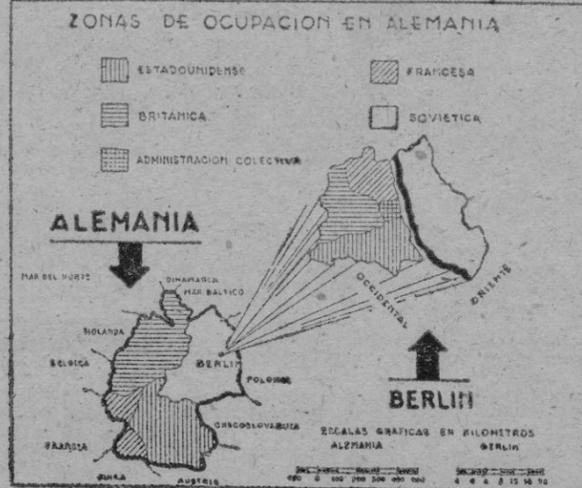 ZONAS DE OCUPACION EN ALEMANIA
ESTADOUNIDENSE
FRANCESA
BRITANICA
SOVIETICA
ADMINISTRACION COLECTIVA
ALEMANIA
MAR DEL NORTE
DINAMARCA
MAR BALTICO
HOLANDA
BELGICA
BERLIN
POLONIA
CHECOSLOVAQUIA
FRANCIA
SUIZA
AUSTRIA
OCCIDENTAL
ORIENTE
BERLIN
ESCALAS GRAFICAS EN KILOMETROS
ALEMANIA
BERLIN